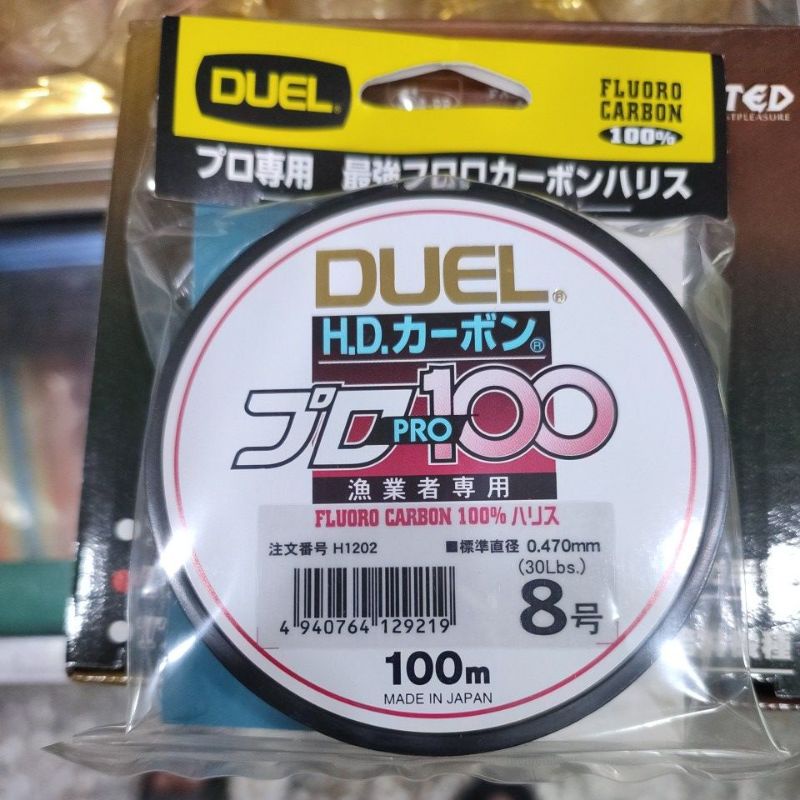 DUEL®
FLUORO
CARBON
100%
プロ専用 最強フロロカーボンハリス
TED
DUEL®
H.D.カーボン®
プロ PRO 100
漁業者専用
FLUORO CARBON 100% ハリス
注文番号 H1202 ■標準直径 0.470mm
(30Lbs.)
8号
4 940764 129219
100m
MADE IN JAPAN